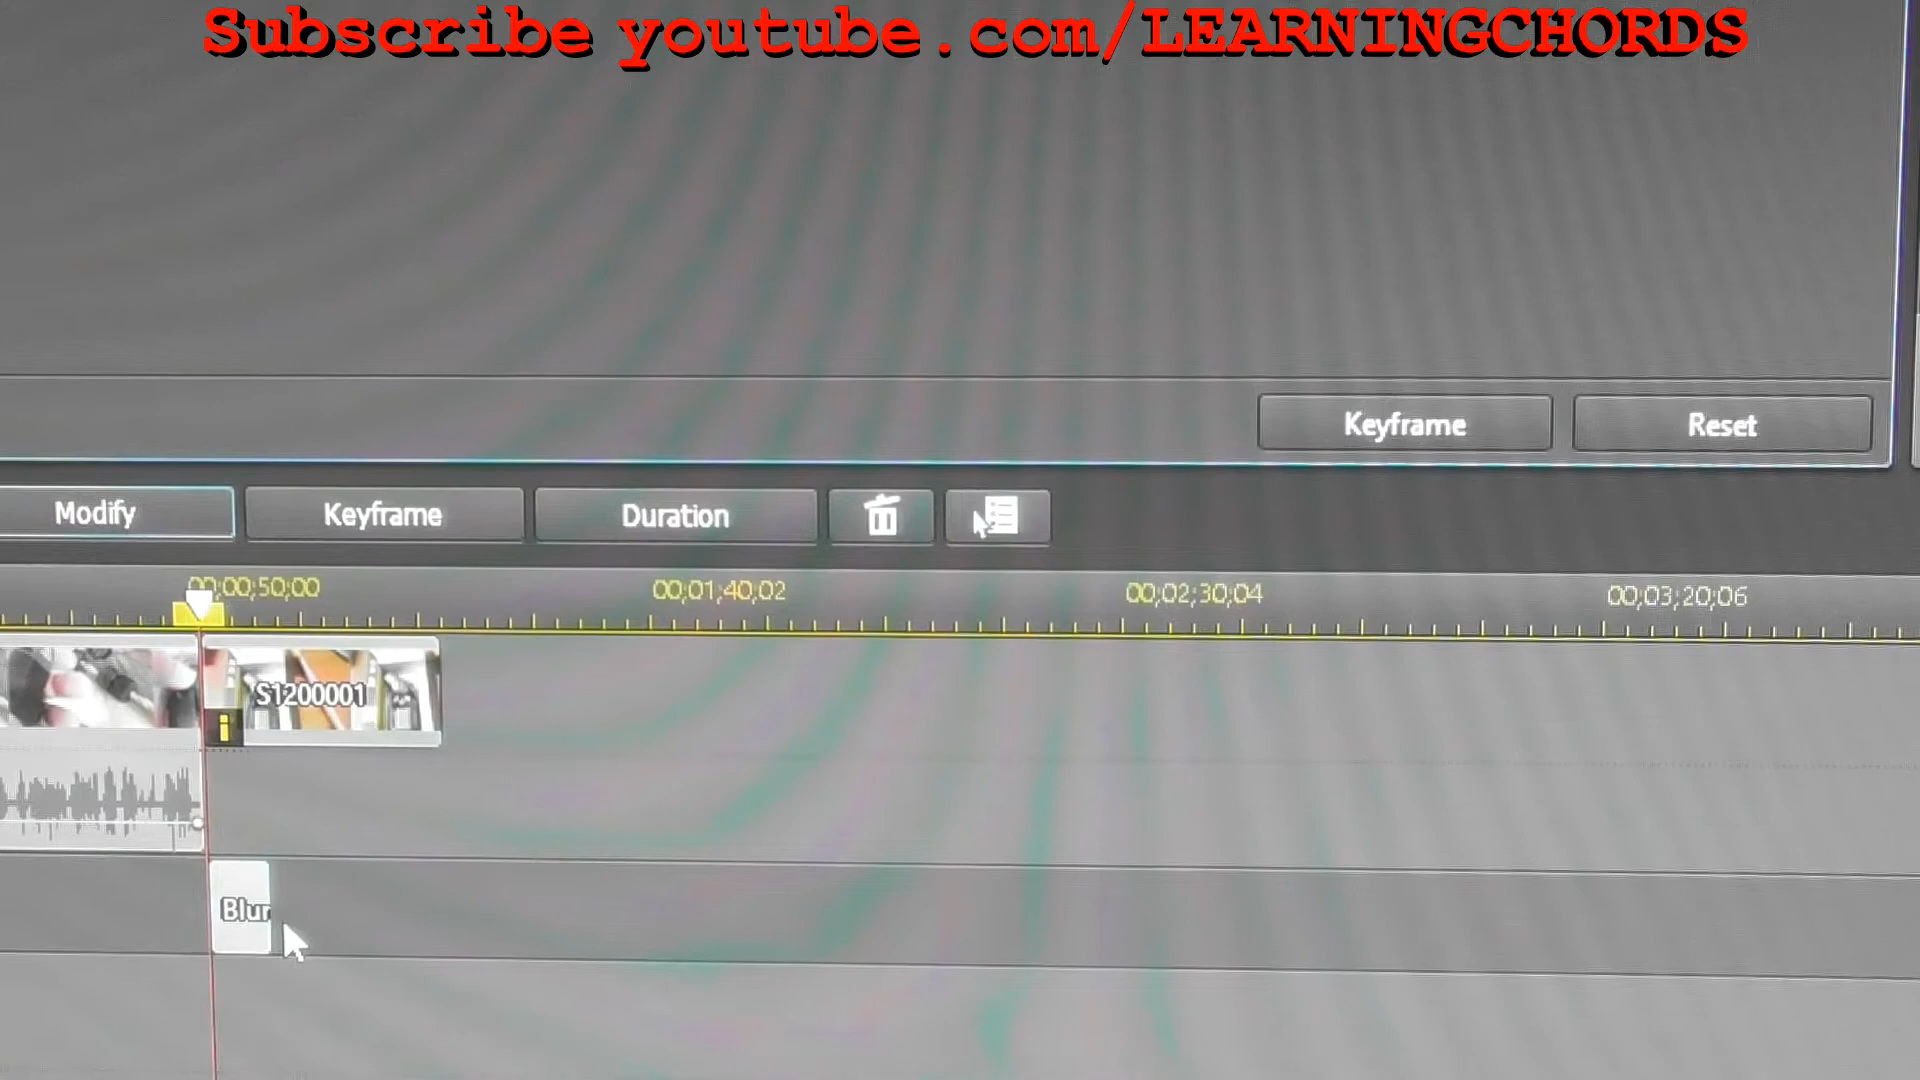 Subscribe youtube.com/LEARNINGCHORDS
Keyframe Reset
Modify Keyframe Duration
00;00;50;00 00;01;40;02 00;02;30;04 00;03;20;06
S1200001
i
Blur